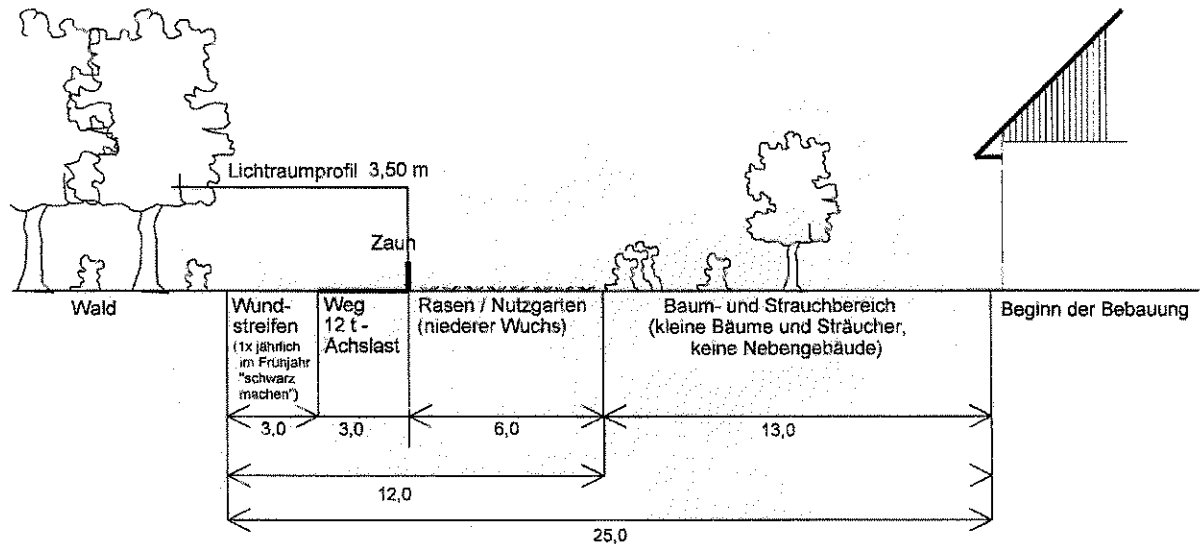 Lichtraumprofil 3,50 m
Zaun
Wald
Wund-
streifen
(1x jährlich
im Frühjahr
"schwarz
machen")
Weg
12 t -
Achslast
Rasen / Nutzgarten
(niederer Wuchs)
Baum- und Strauchbereich
(kleine Bäume und Sträucher,
keine Nebengebäude)
Beginn der Bebauung
3,0
3,0
6,0
13,0
12,0
25,0